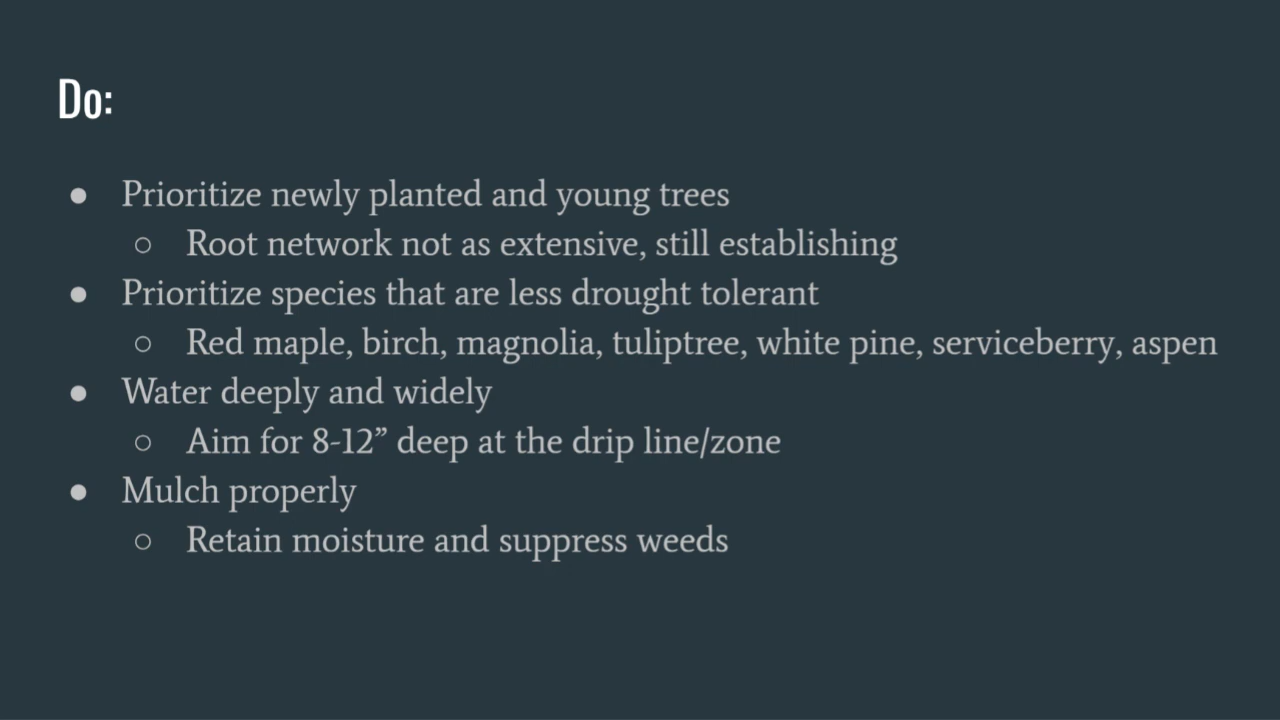 Do:
● Prioritize newly planted and young trees
○ Root network not as extensive, still establishing
● Prioritize species that are less drought tolerant
○ Red maple, birch, magnolia, tuliptree, white pine, serviceberry, aspen
● Water deeply and widely
○ Aim for 8-12” deep at the drip line/zone
● Mulch properly
○ Retain moisture and suppress weeds